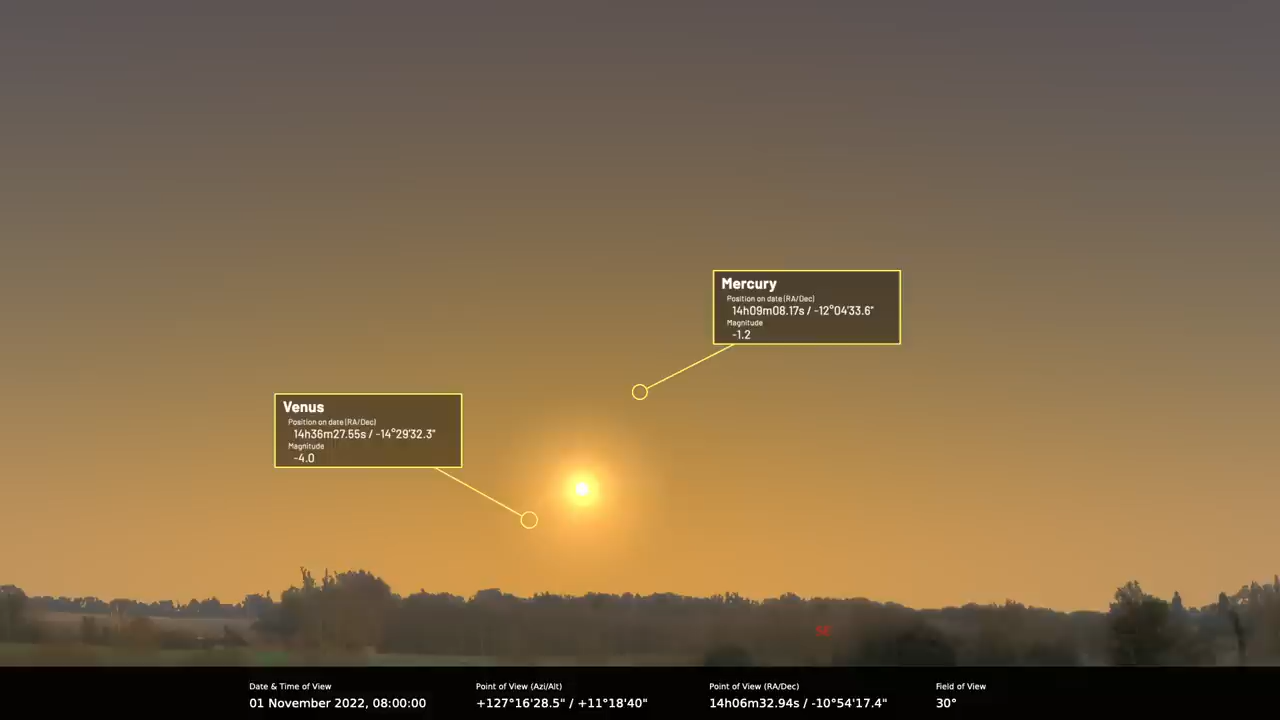 Mercury
Position on date (RA/Dec)
14h09m08.17s / -12°04'33.6"
Magnitude
-1.2
Venus
Position on date (RA/Dec)
14h36m27.55s / -14°29'32.3"
Magnitude
-4.0
SE
Date & Time of View
01 November 2022, 08:00:00
Point of View (Azi/Alt)
+127°16'28.5" / +11°18'40"
Point of View (RA/Dec)
14h06m32.94s / -10°54'17.4"
Field of View
30°